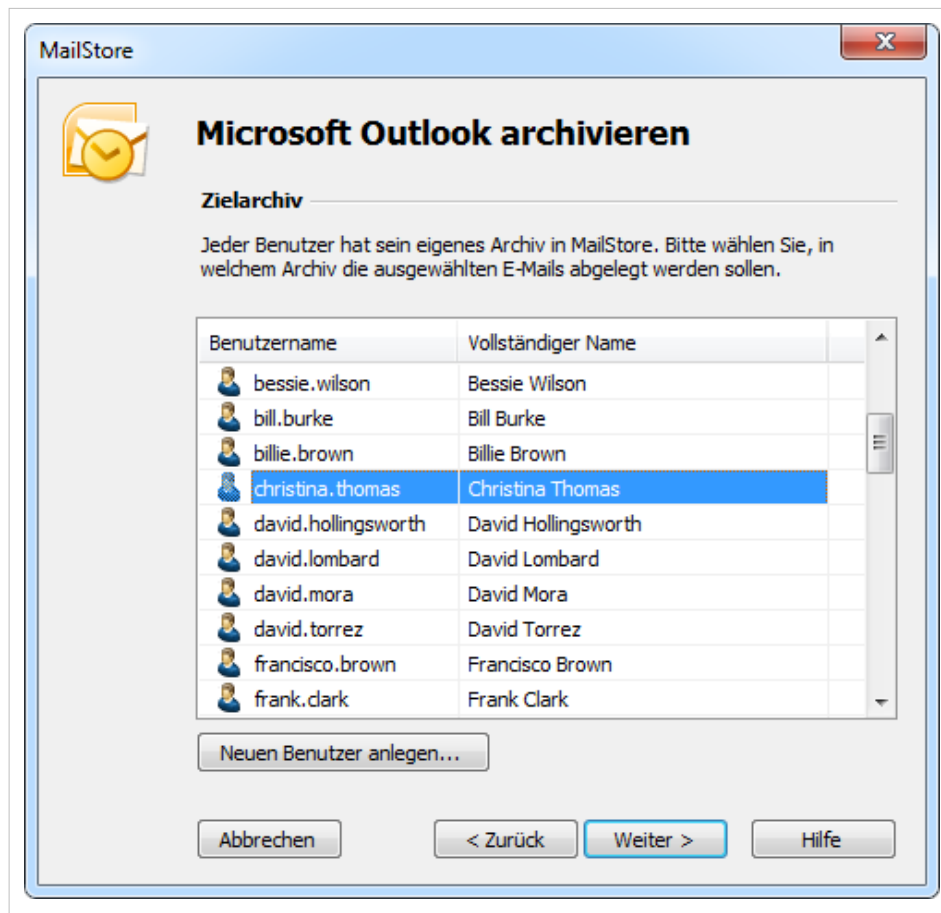 MailStore
Microsoft Outlook archivieren
Zielarchiv
Jeder Benutzer hat sein eigenes Archiv in MailStore. Bitte wählen Sie, in
welchem Archiv die ausgewählten E-Mails abgelegt werden sollen.
Benutzername Vollständiger Name
bessie.wilson Bessie Wilson
bill.burke Bill Burke
billie.brown Billie Brown
christina.thomas Christina Thomas
david.hollingsworth David Hollingsworth
david.lombard David Lombard
david.mora David Mora
david.torrez David Torrez
francisco.brown Francisco Brown
frank.clark Frank Clark
Neuen Benutzer anlegen...
Abbrechen < Zurück Weiter > Hilfe